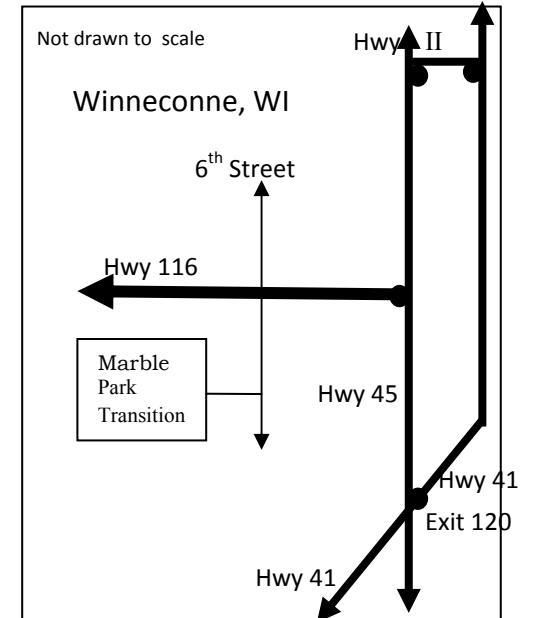 Not drawn to scale
Hwy II
Winneconne, WI
6th Street
Hwy 116
Marble
Park
Transition
Hwy 45
Hwy 41
Exit 120
Hwy 41